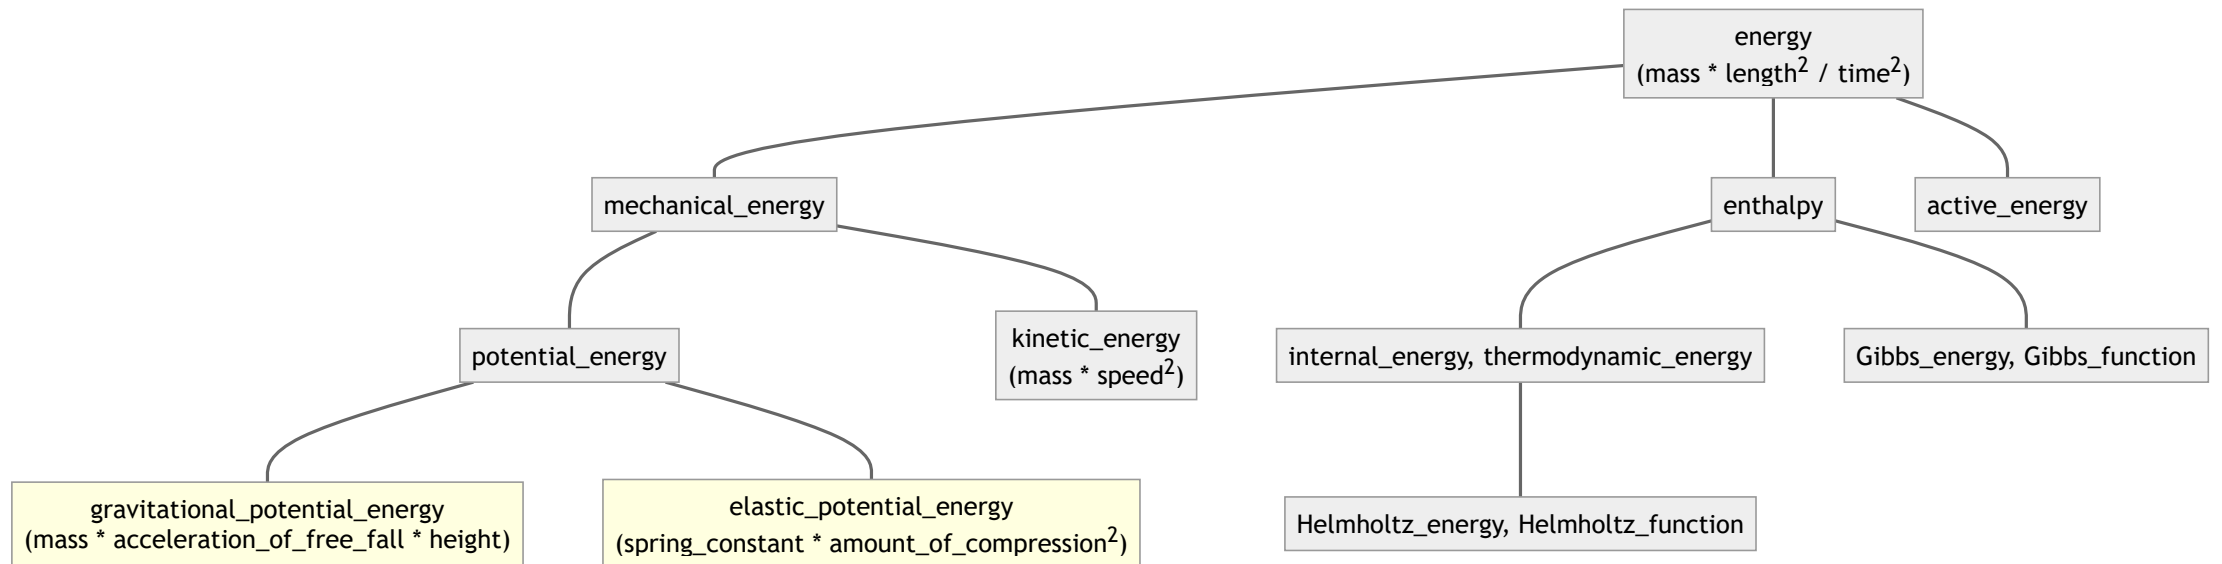 energy
(mass * length² / time²)
mechanical_energy
enthalpy
active_energy
potential_energy
kinetic_energy
(mass * speed²)
internal_energy, thermodynamic_energy
Gibbs_energy, Gibbs_function
gravitational_potential_energy
(mass * acceleration_of_free_fall * height)
elastic_potential_energy
(spring_constant * amount_of_compression²)
Helmholtz_energy, Helmholtz_function